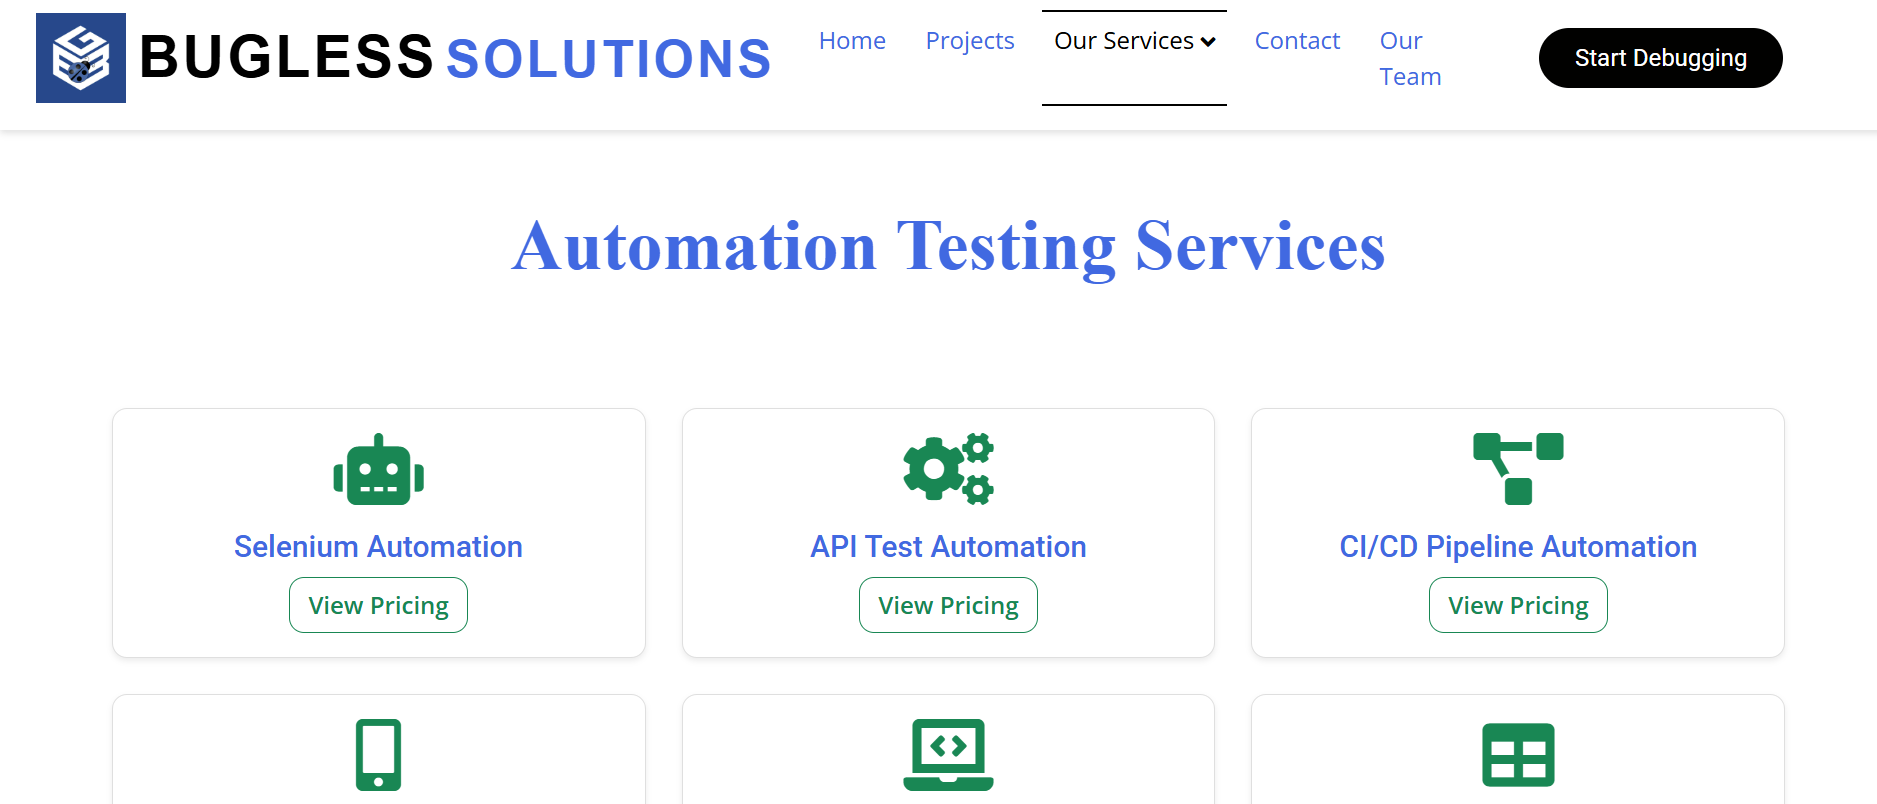 BUGLESS SOLUTIONS
Home
Projects
Our Services
Contact
Our
Team
Start Debugging
Automation Testing Services
Selenium Automation
View Pricing
API Test Automation
View Pricing
CI/CD Pipeline Automation
View Pricing